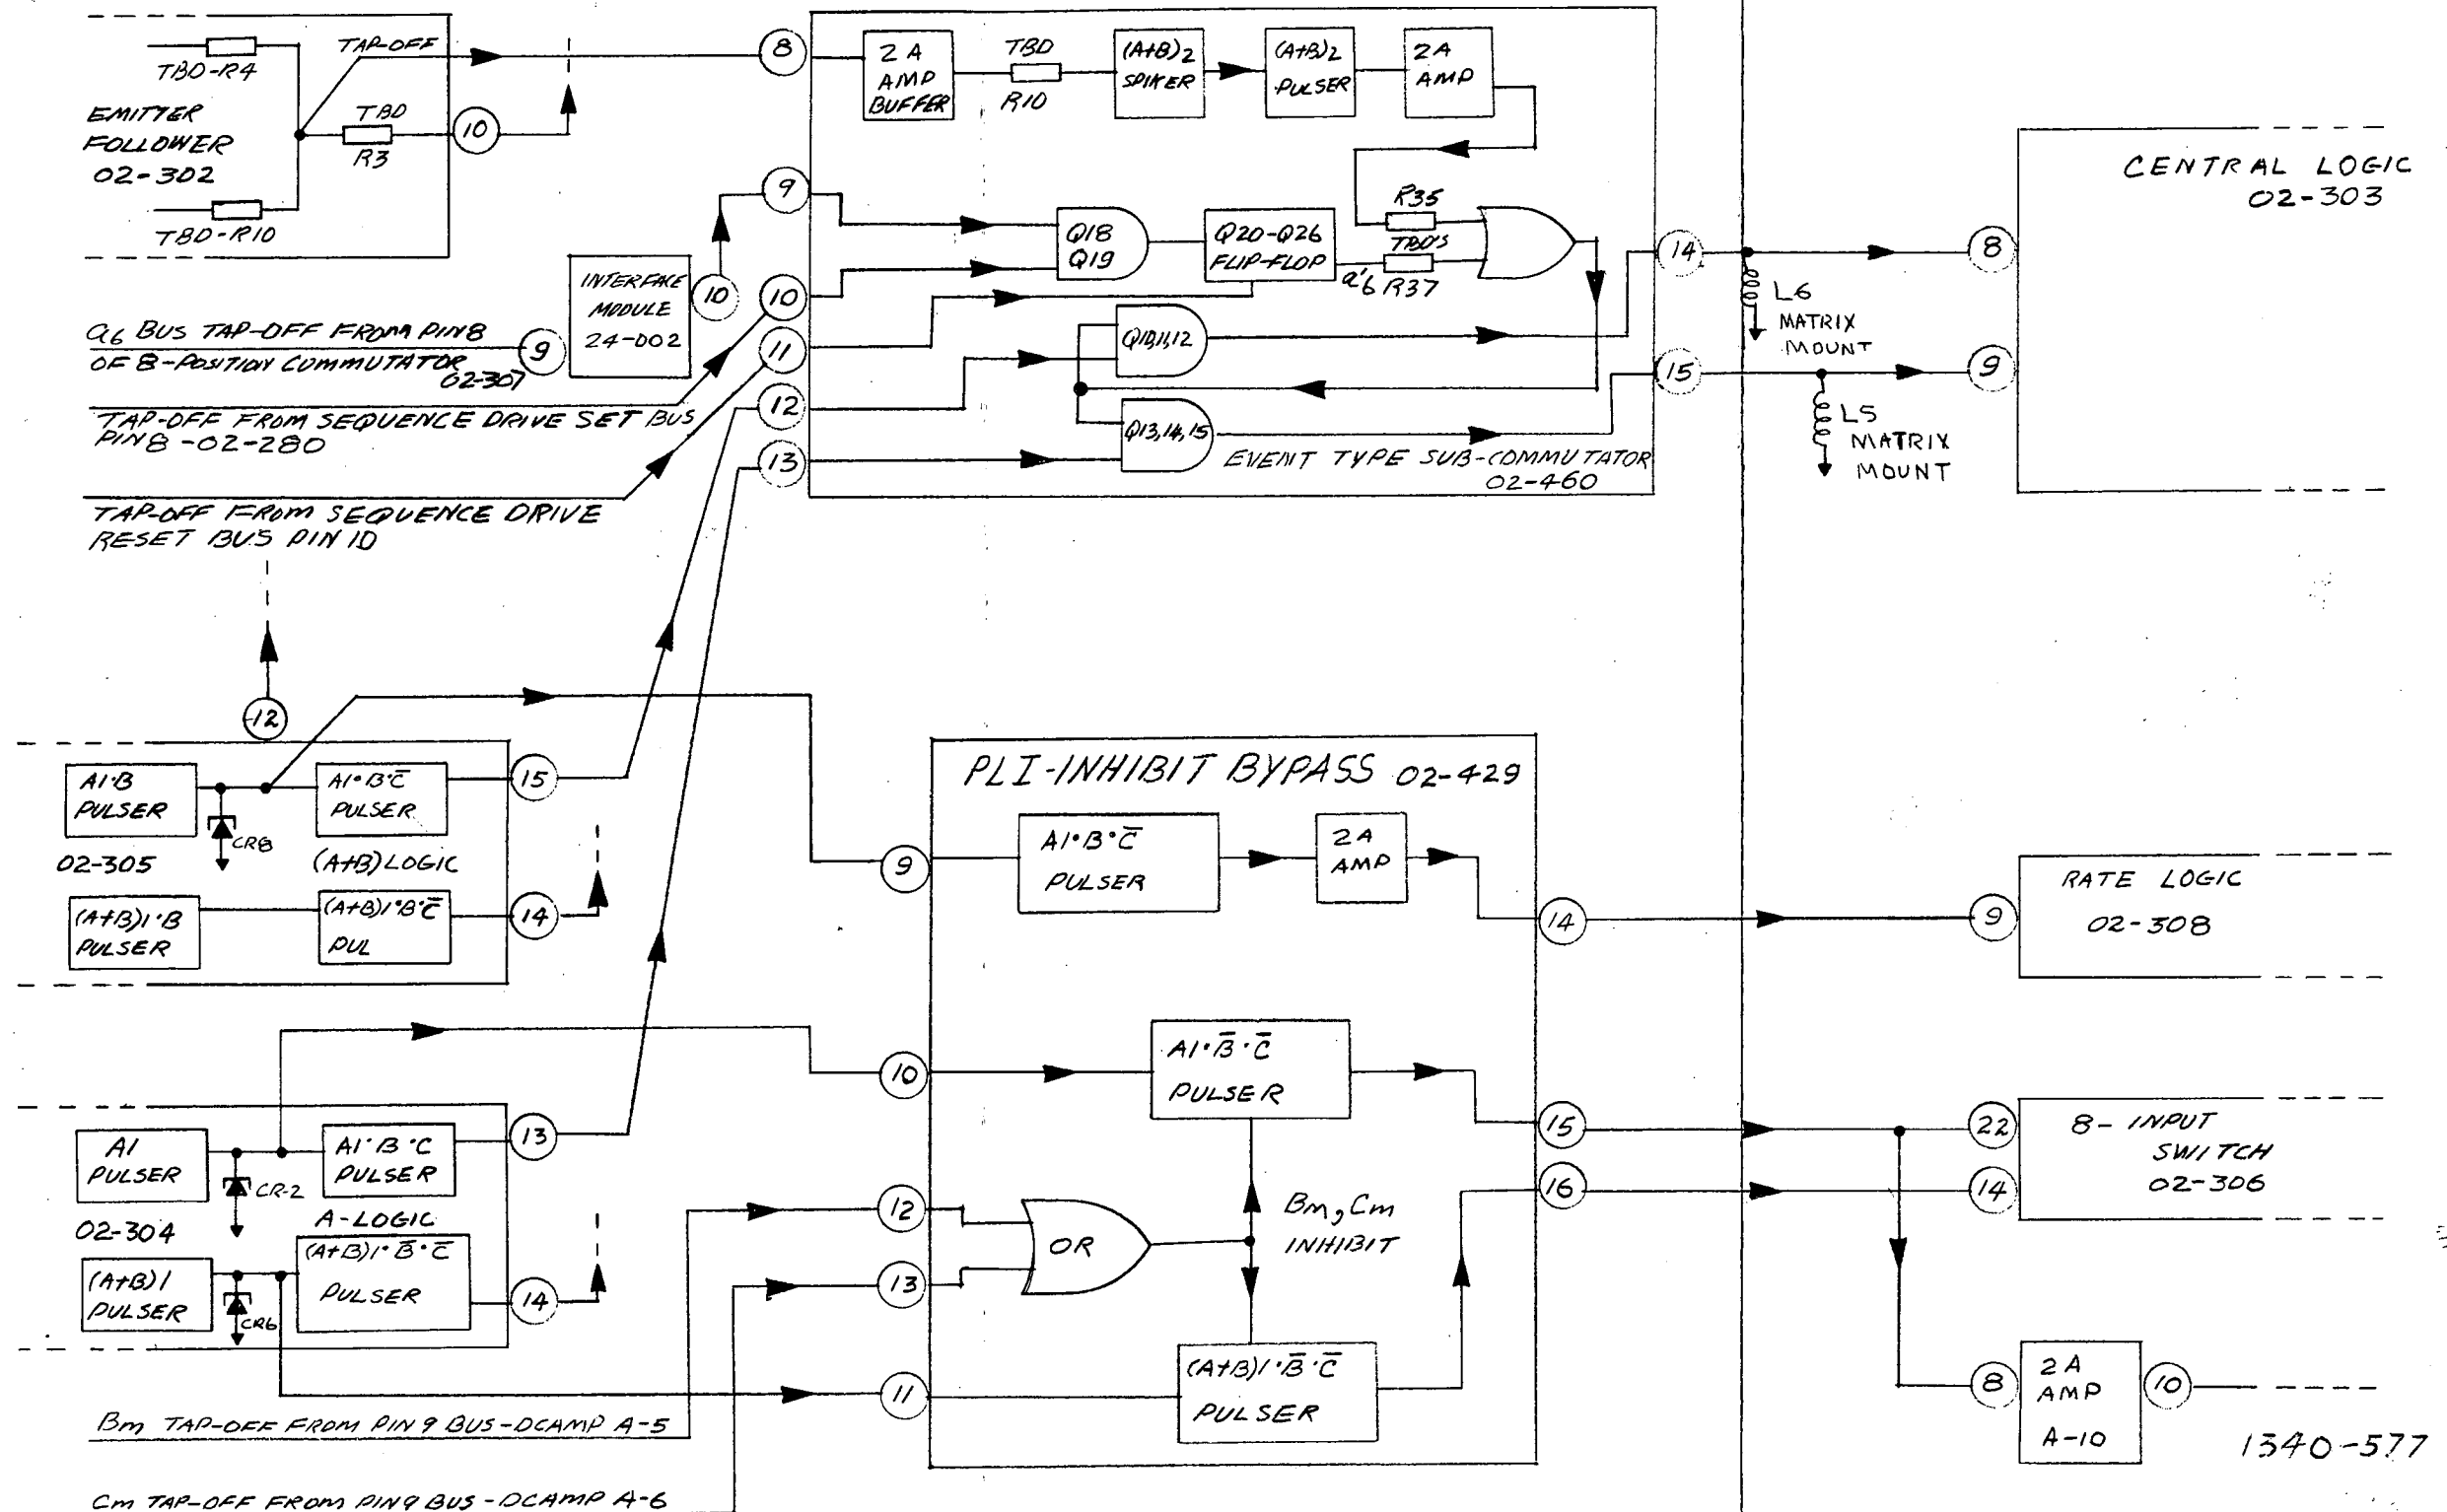 TAP-OFF
TBD-R4
EMITTER
FOLLOWER
02-302
TBD
R3
10
TBD-R10
8
2A
AMP
BUFFER
TBD
R10
(A+B)2
SPIKER
(A+B)2
PULSER
2A
AMP
9
Q18
Q19
Q20-Q26
FLIP-FLOP
R35
TBD'S
a'6 R37
INTERFACE
MODULE
24-002
10
10
11
12
13
Q10,11,12
Q13,14,15
EVENT TYPE SUB-COMMUTATOR
02-460
14
15
L6
MATRIX
MOUNT
L5
MATRIX
MOUNT
8
9
CENTRAL LOGIC
02-303
a6 BUS TAP-OFF FROM PIN8
OF 8-POSITION COMMUTATOR
02-307
9
TAP-OFF FROM SEQUENCE DRIVE SET BUS
PIN8-02-280
TAP-OFF FROM SEQUENCE DRIVE
RESET BUS PIN 10
12
A1·B
PULSER
CR8
A1·B·C̅
PULSER
15
02-305
(A+B) LOGIC
(A+B)1·B
PULSER
(A+B)1·B·C̅
PUL
14
PLI-INHIBIT BYPASS 02-429
9
A1·B·C̅
PULSER
2A
AMP
14
9
RATE LOGIC
02-308
10
A1·B̅·C̅
PULSER
15
22
8-INPUT
SWITCH
02-306
16
14
A1
PULSER
CR-2
A1·B·C
PULSER
13
02-304
A-LOGIC
(A+B)1
PULSER
CR6
(A+B)1·B̅·C̅
PULSER
14
12
OR
13
Bm, Cm
INHIBIT
11
(A+B)1·B̅·C̅
PULSER
8
2A
AMP
A-10
10
Bm TAP-OFF FROM PIN 9 BUS-DCAMP A-5
Cm TAP-OFF FROM PIN 9 BUS-DCAMP A-6
1340-577